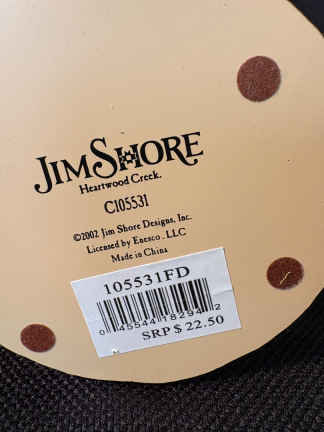 JIM SHORE
Heartwood Creek.
C105531
©2002 Jim Shore Designs, Inc.
Licensed by Enesco, LLC
Made in China
105531FD
0 45544 18294 2
SRP $ 22.50